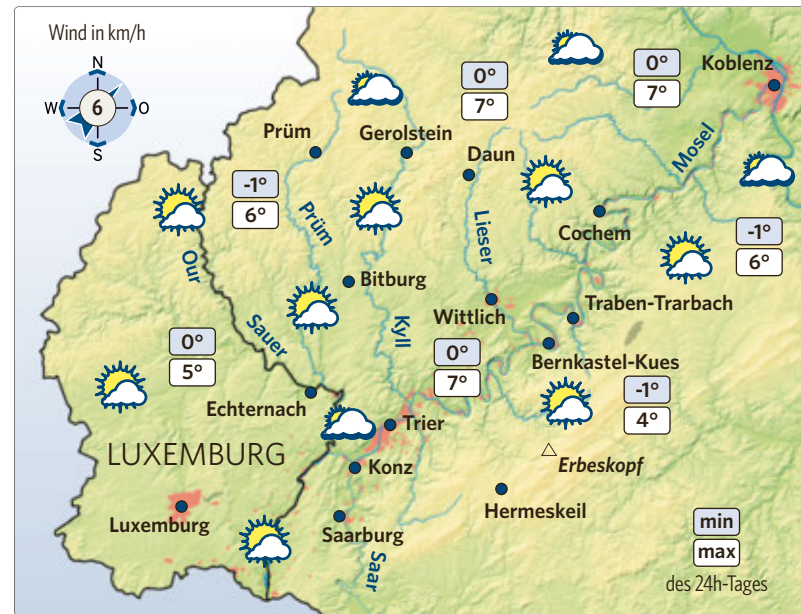 Wind in km/h
N
W 6 O
S
0°
7°
0°
7°
Koblenz
Prüm
Gerolstein
Daun
Mosel
-1°
6°
Prüm
Our
Lieser
Cochem
-1°
6°
Bitburg
Wittlich
Traben-Trarbach
Sauer
Kyll
0°
5°
0°
7°
Bernkastel-Kues
Echternach
-1°
4°
Trier
LUXEMBURG
Konz
Erbeskopf
Luxemburg
Saarburg
Hermeskeil
Saar
min
max
des 24h-Tages